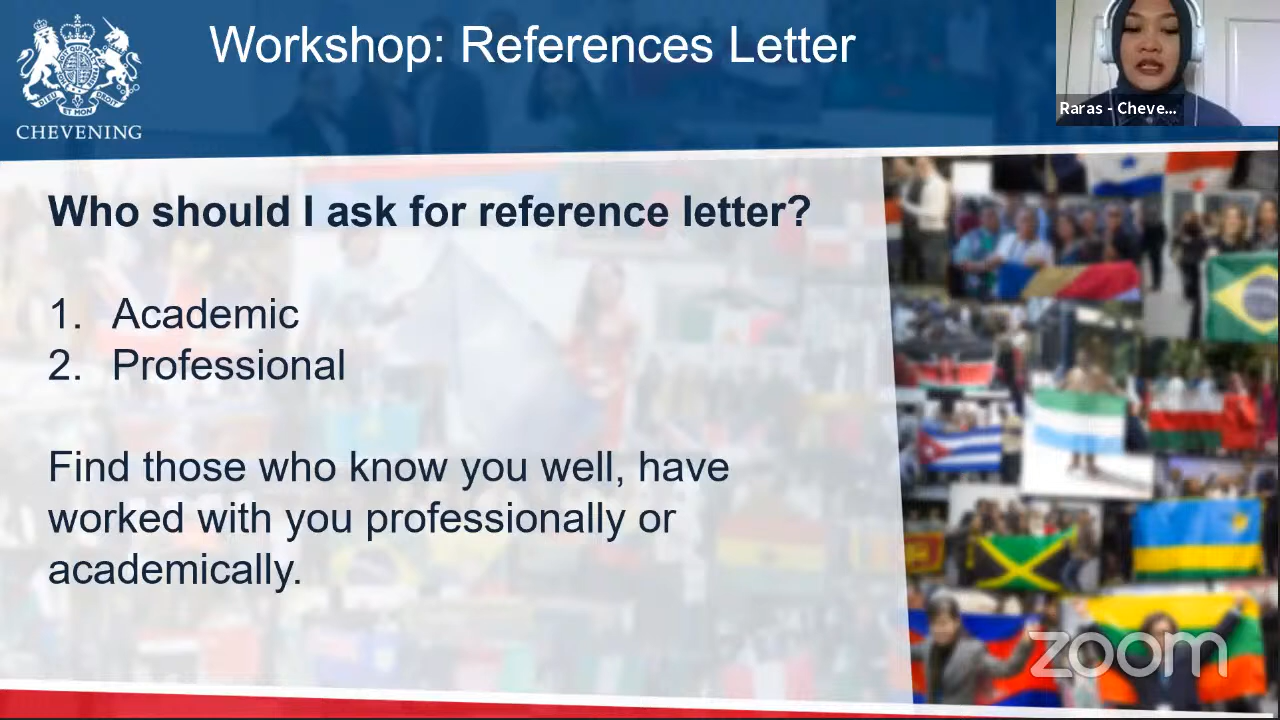 Workshop: References Letter
CHEVENING
Raras - Cheve...
Who should I ask for reference letter?
1. Academic
2. Professional
Find those who know you well, have
worked with you professionally or
academically.
zoom